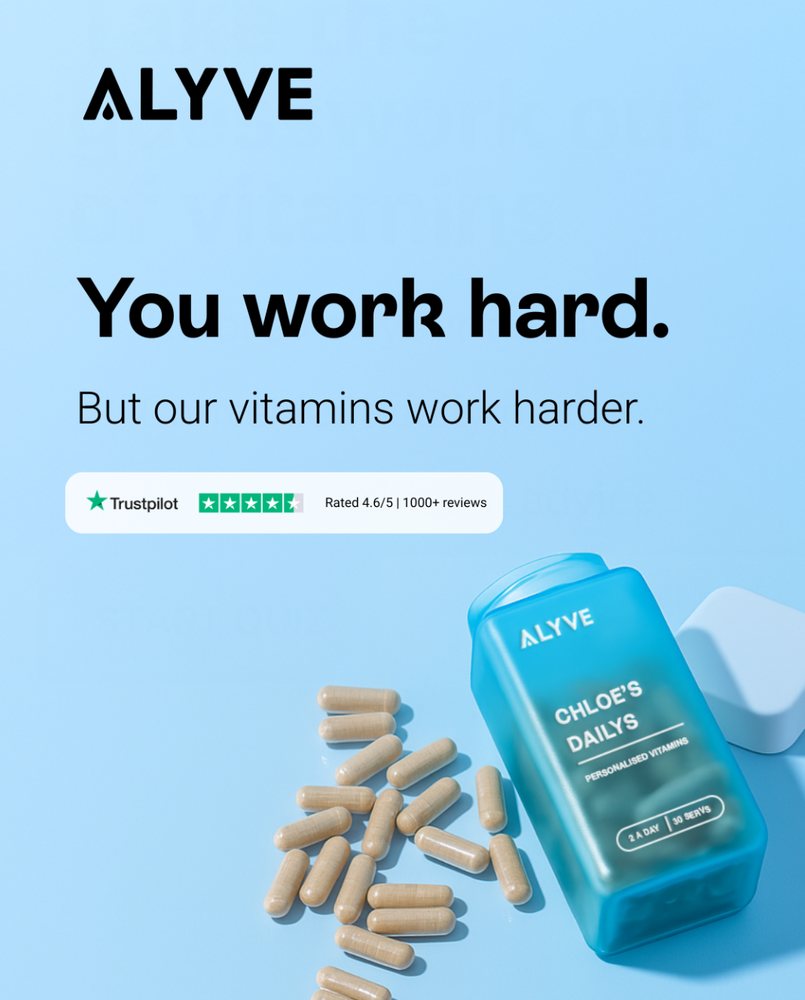 ALYVE
You work hard.
But our vitamins work harder.
Trustpilot Rated 4.6/5 | 1000+ reviews
ALYVE
CHLOE'S
DAILYS
PERSONALISED VITAMINS
2 A DAY | 30 SERVS